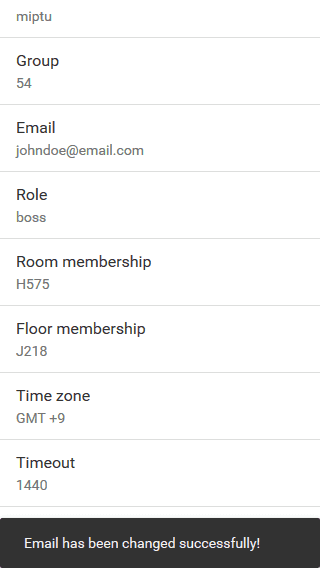 miptu
Group
54
Email
johndoe@email.com
Role
boss
Room membership
H575
Floor membership
J218
Time zone
GMT +9
Timeout
1440
Email has been changed successfully!